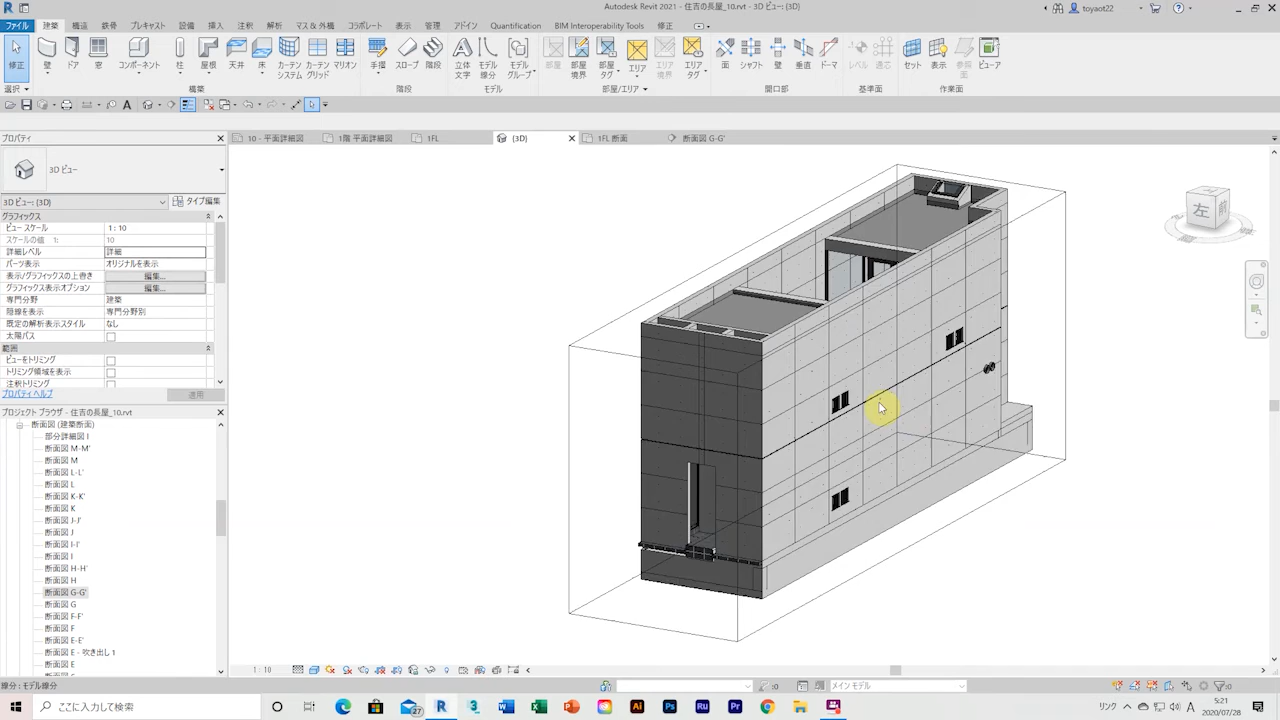 Autodesk Revit 2021 - 住吉の長屋_10.rvt - 3D ビュー: (3D)
toyaot22
ファイル 建築 構造 鉄骨 プレキャスト 設備 挿入 注釈 解析 マス & 外構 コラボレート 表示 管理 アドイン Quantification BIM Interoperability Tools 修正
修正 壁 ドア 窓 コンポーネント 柱 屋根 天井 床 カーテン システム カーテン グリッド マリオン 手摺 スロープ 階段 立体 文字 モデル 線分 モデル グループ 部屋 部屋 境界 部屋 タグ エリア エリア 境界 エリア タグ 面 シャフト 壁 垂直 ドーマ レベル 通芯 セット 表示 参照 面 ビューア
選択 構築 階段 モデル 部屋/エリア 開口部 基準面 作業面
プロパティ
10 - 平面詳細図 1階 平面詳細図 1FL (3D) 1FL 断面 断面図 G-G'
3D ビュー
3D ビュー: (3D) タイプ編集
グラフィックス
ビュー スケール 1 : 10
スケールの値 1: 10
詳細レベル 詳細
パーツ表示 オリジナルを表示
表示/グラフィックスの上書き 編集...
グラフィックス表示オプション 編集...
専門分野 建築
隠線を表示 専門分野別
既定の解析表示スタイル なし
太陽パス
範囲
ビューをトリミング
トリミング領域を表示
注釈トリミング
プロパティヘルプ 適用
左 前
プロジェクト ブラウザ - 住吉の長屋_10.rvt
断面図 (建築断面)
部分詳細図 I
断面図 M-M'
断面図 M
断面図 L-L'
断面図 L
断面図 K-K'
断面図 K
断面図 J-J'
断面図 J
断面図 I-I'
断面図 I
断面図 H-H'
断面図 H
断面図 G-G'
断面図 G
断面図 F-F'
断面図 F
断面図 E-E'
断面図 E - 吹き出し 1
断面図 E
1 : 10
線分 : モデル線分 :0 メイン モデル :0
ここに入力して検索 27 リンク 5:21
2020/07/28